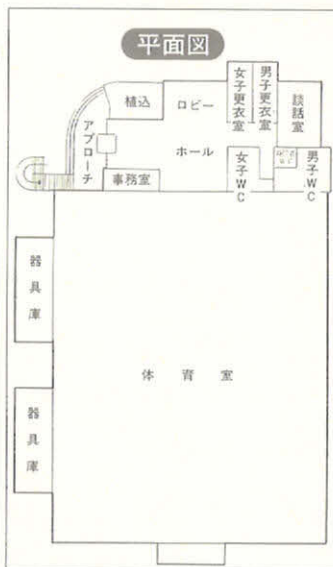 平面図
植込
ロビー
ホール
女子更衣室
男子更衣室
談話室
アプローチ
事務室
女子WC
男子WC
器具庫
体育室
器具庫